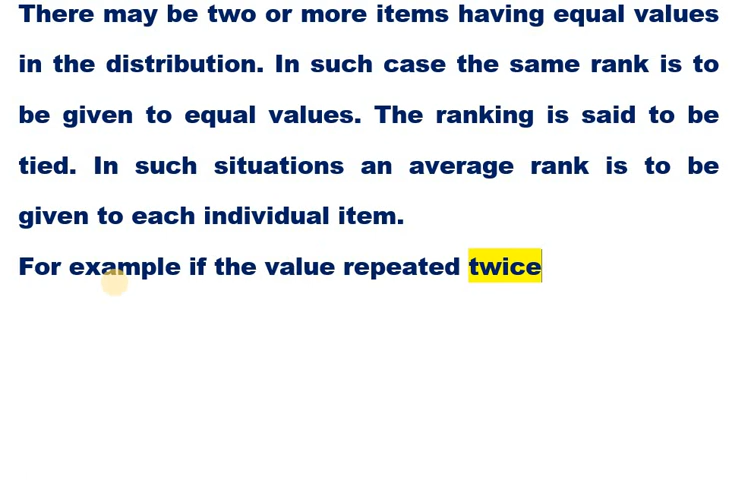 There may be two or more items having equal values
in the distribution. In such case the same rank is to
be given to equal values. The ranking is said to be
tied. In such situations an average rank is to be
given to each individual item.
For example if the value repeated twice